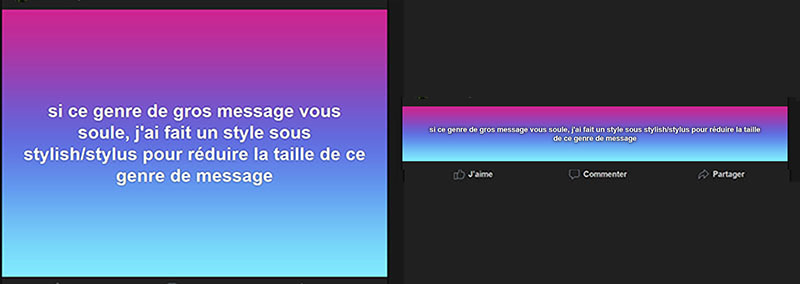 si ce genre de gros message vous
soule, j'ai fait un style sous
stylish/stylus pour réduire la taille de ce
genre de message
si ce genre de gros message vous soule, j'ai fait un style sous stylish/stylus pour réduire la taille
de ce genre de message
J'aime
Commenter
Partager